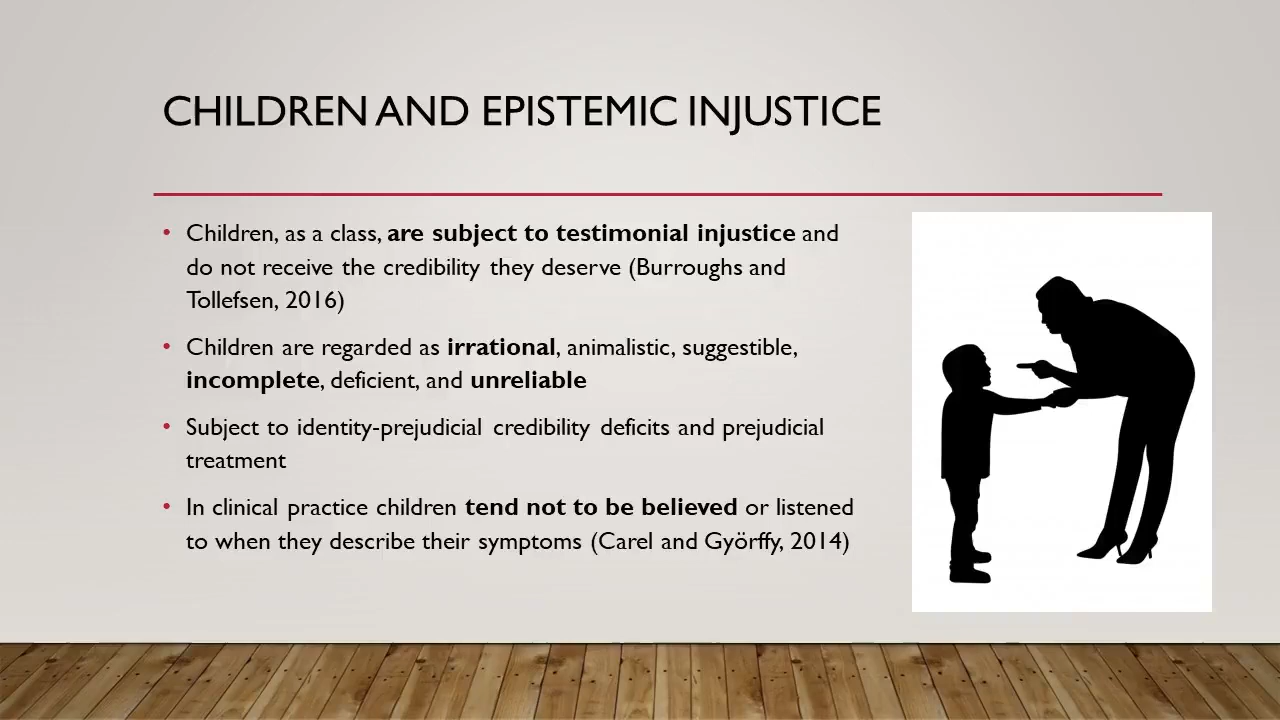 CHILDREN AND EPISTEMIC INJUSTICE
• Children, as a class, are subject to testimonial injustice and
do not receive the credibility they deserve (Burroughs and
Tollefsen, 2016)
• Children are regarded as irrational, animalistic, suggestible,
incomplete, deficient, and unreliable
• Subject to identity-prejudicial credibility deficits and prejudicial
treatment
• In clinical practice children tend not to be believed or listened
to when they describe their symptoms (Carel and Györffy, 2014)